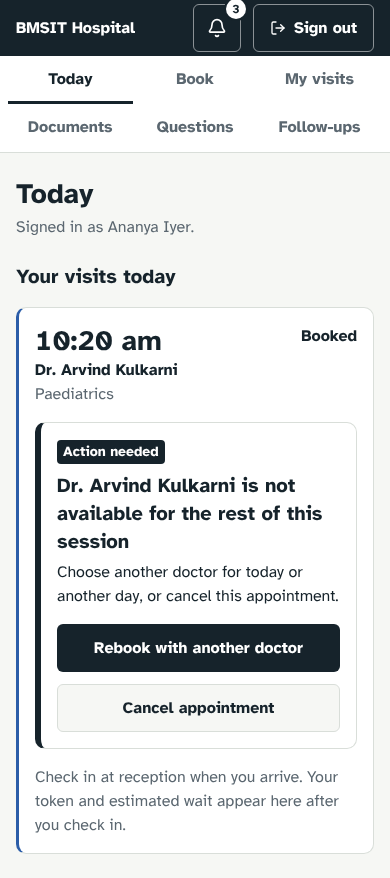 BMSIT Hospital
3
Sign out
Today
Book
My visits
Documents
Questions
Follow-ups
Today
Signed in as Ananya Iyer.
Your visits today
10:20 am
Booked
Dr. Arvind Kulkarni
Paediatrics
Action needed
Dr. Arvind Kulkarni is not
available for the rest of this
session
Choose another doctor for today or
another day, or cancel this appointment.
Rebook with another doctor
Cancel appointment
Check in at reception when you arrive. Your
token and estimated wait appear here after
you check in.